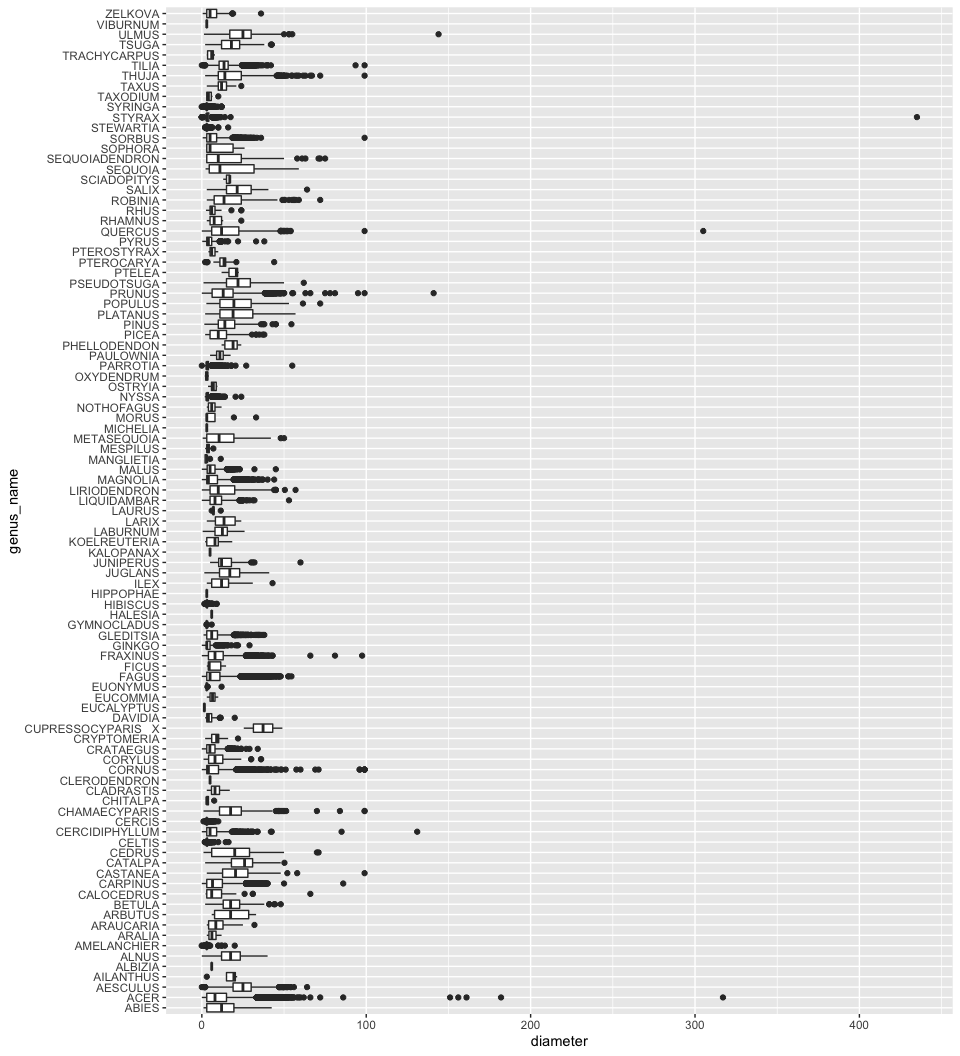 ZELKOVA
VIBURNUM
ULMUS
TSUGA
TRACHYCARPUS
TILIA
THUJA
TAXUS
TAXODIUM
SYRINGA
STYRAX
STEWARTIA
SORBUS
SOPHORA
SEQUOIADENDRON
SEQUOIA
SCIADOPITYS
SALIX
ROBINIA
RHUS
RHAMNUS
QUERCUS
PYRUS
PTEROSTYRAX
PTEROCARYA
PTELEA
PSEUDOTSUGA
PRUNUS
POPULUS
PLATANUS
PINUS
PICEA
PHELLODENDON
PAULOWNIA
PARROTIA
OXYDENDRUM
OSTRYIA
NYSSA
NOTHOFAGUS
MORUS
MICHELIA
METASEQUOIA
MESPILUS
MANGLIETIA
MALUS
MAGNOLIA
LIRIODENDRON
LIQUIDAMBAR
LAURUS
LARIX
LABURNUM
KOELREUTERIA
KALOPANAX
JUNIPERUS
JUGLANS
ILEX
HIPPOPHAE
HIBISCUS
HALESIA
GYMNOCLADUS
GLEDITSIA
GINKGO
FRAXINUS
FICUS
FAGUS
EUONYMUS
EUCOMMIA
EUCALYPTUS
DAVIDIA
CUPRESSOCYPARIS X
CRYPTOMERIA
CRATAEGUS
CORYLUS
CORNUS
CLERODENDRON
CLADRASTIS
CHITALPA
CHAMAECYPARIS
CERCIS
CERCIDIPHYLLUM
CELTIS
CEDRUS
CATALPA
CASTANEA
CARPINUS
CALOCEDRUS
BETULA
ARBUTUS
ARAUCARIA
ARALIA
AMELANCHIER
ALNUS
ALBIZIA
AILANTHUS
AESCULUS
ACER
ABIES
genus_name
0 100 200 300 400
diameter